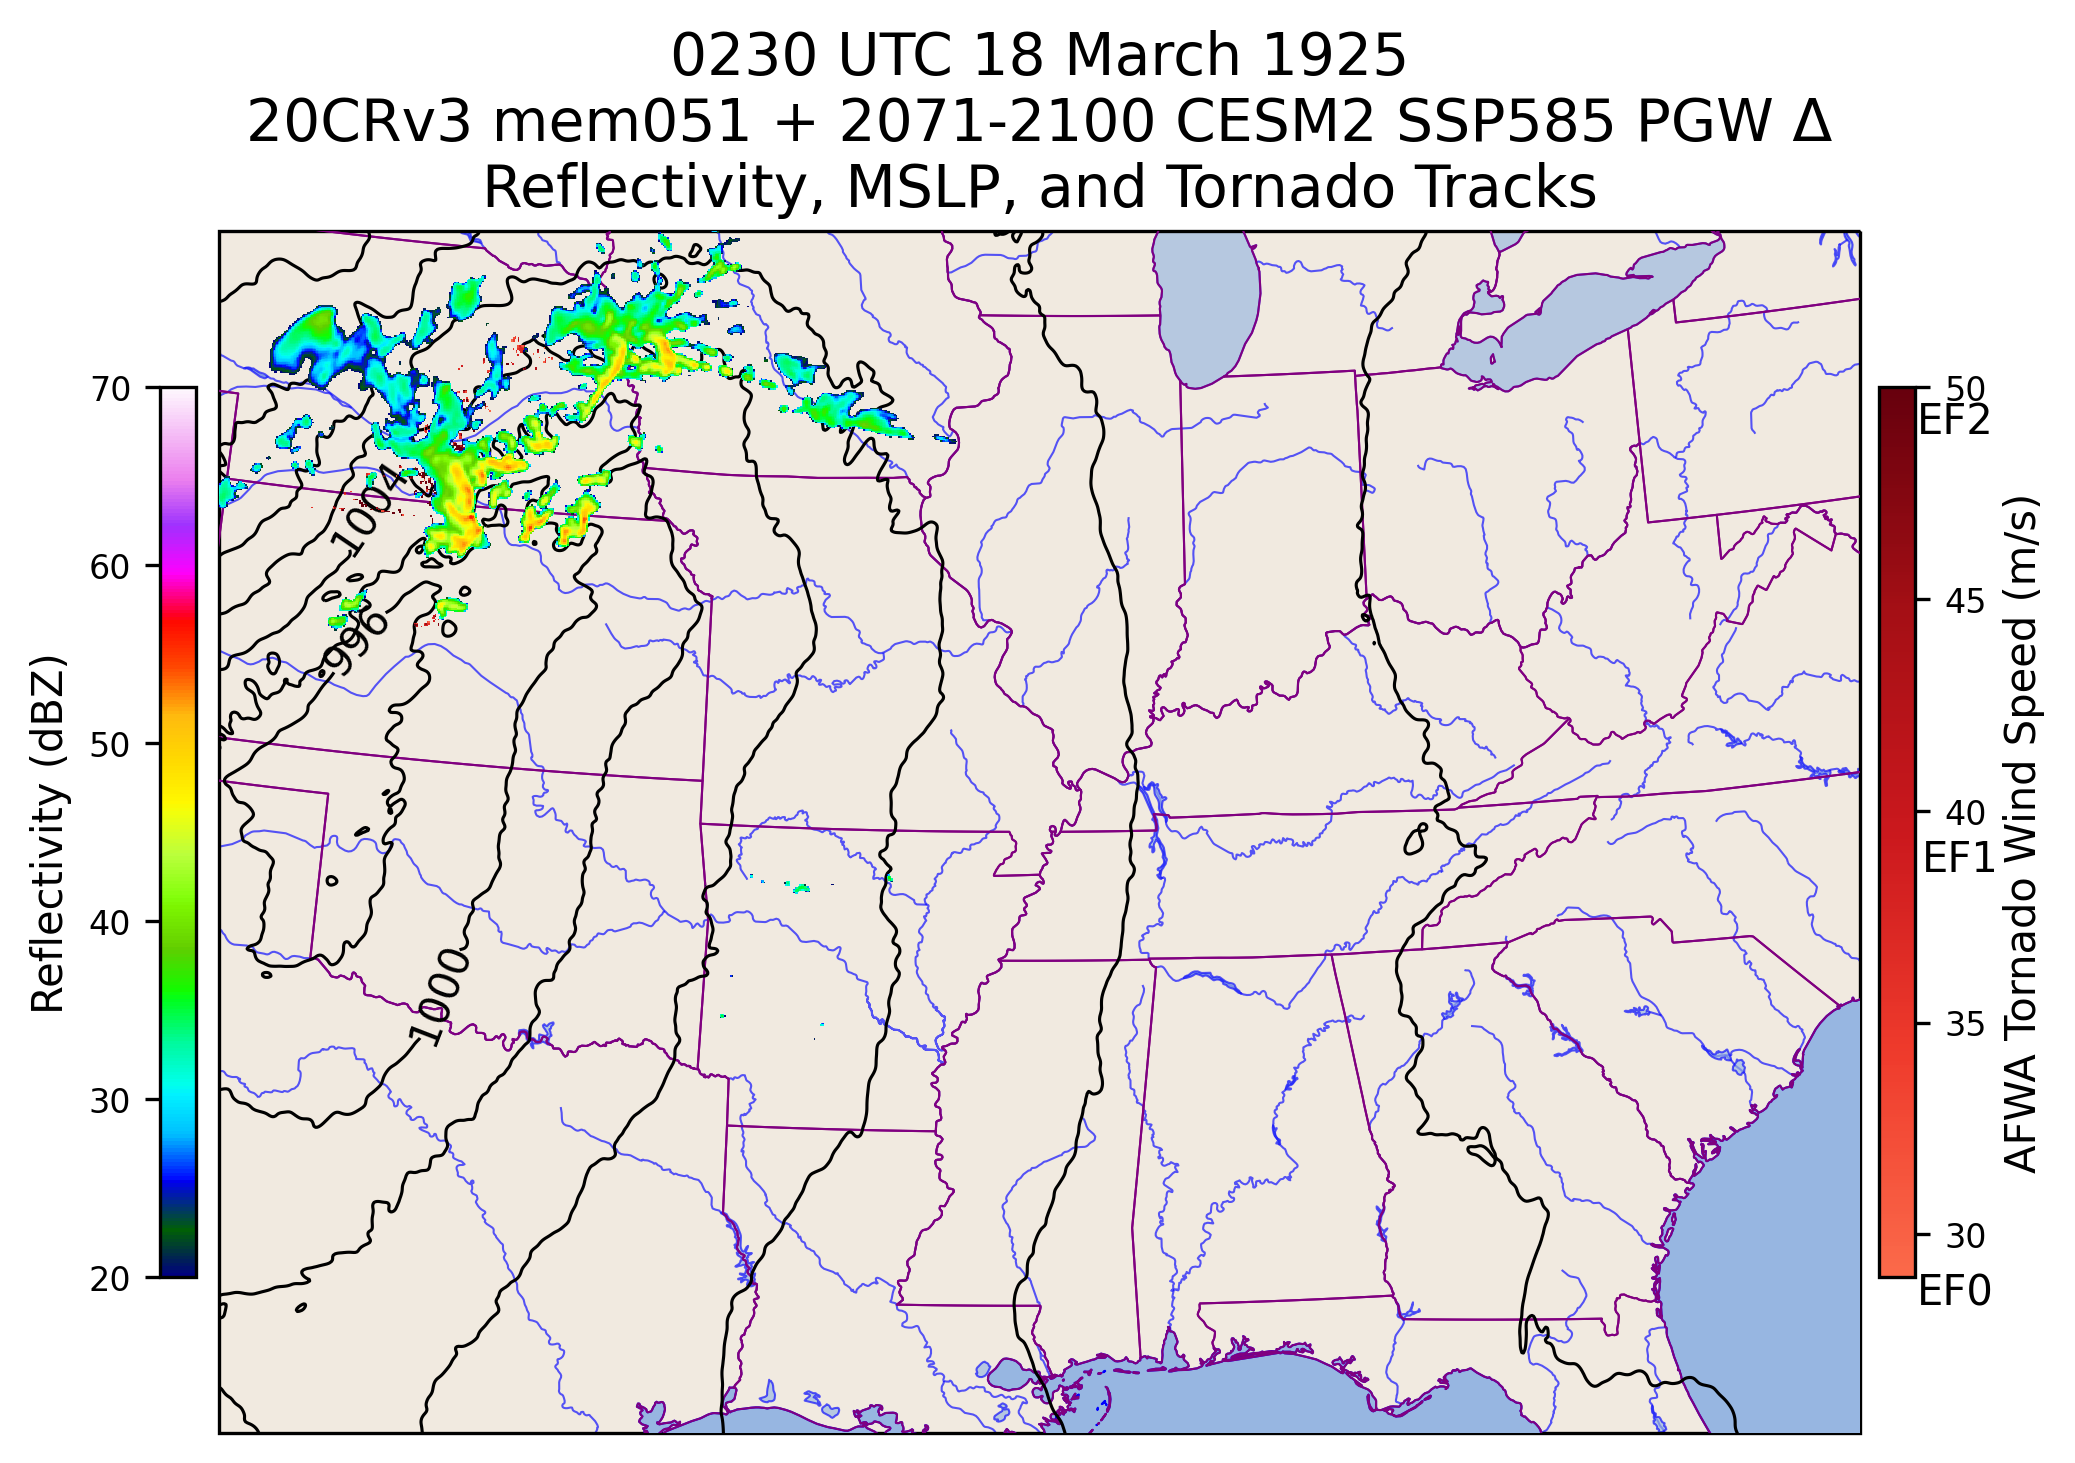 0230 UTC 18 March 1925
20CRv3 mem051 + 2071-2100 CESM2 SSP585 PGW Δ
Reflectivity, MSLP, and Tornado Tracks
70
60
50
40
30
20
Reflectivity (dBZ)
1004
996
1000
50
EF2
45
40
EF1
35
30
EF0
AFWA Tornado Wind Speed (m/s)